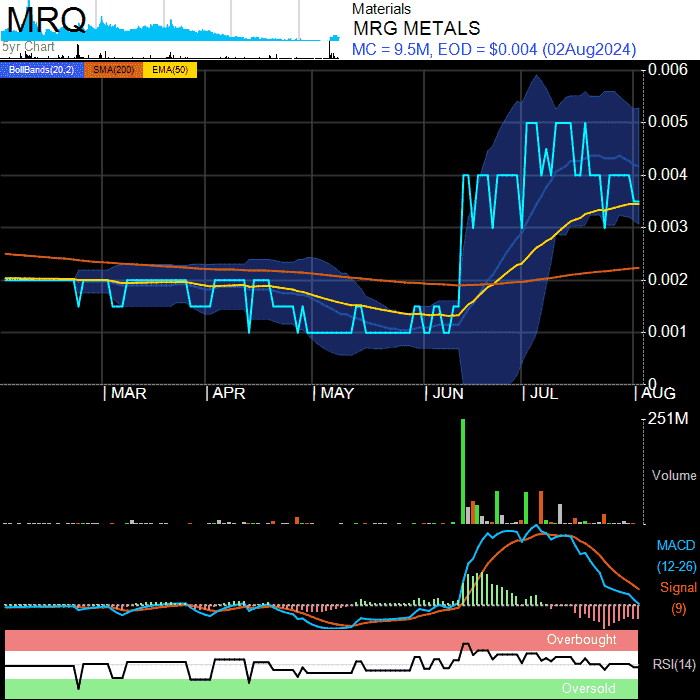 MRQ
Materials
MRG METALS
MC = 9.5M, EOD = $0.004 (02Aug2024)
5yr Chart
BollBands(20,2) SMA(200) EMA(50)
0.006
0.005
0.004
0.003
0.002
0.001
0
MAR APR MAY JUN JUL AUG
251M
Volume
MACD
(12-26)
Signal
(9)
Overbought
RSI(14)
Oversold